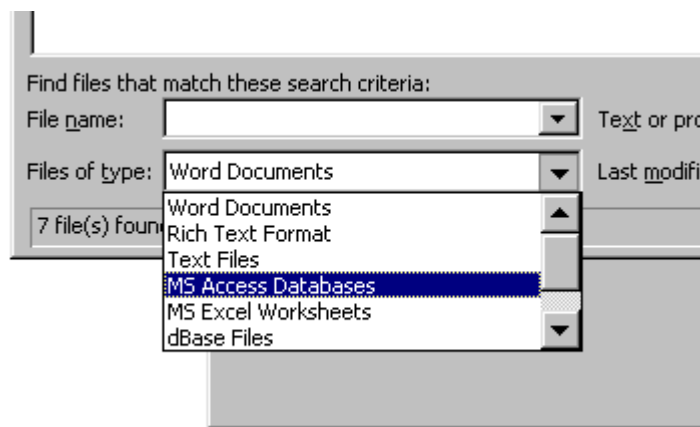 Find files that match these search criteria:
File name: Text or pro
Files of type: Word Documents Last modifi
Word Documents
7 file(s) foun
Rich Text Format
Text Files
MS Access Databases
MS Excel Worksheets
dBase Files